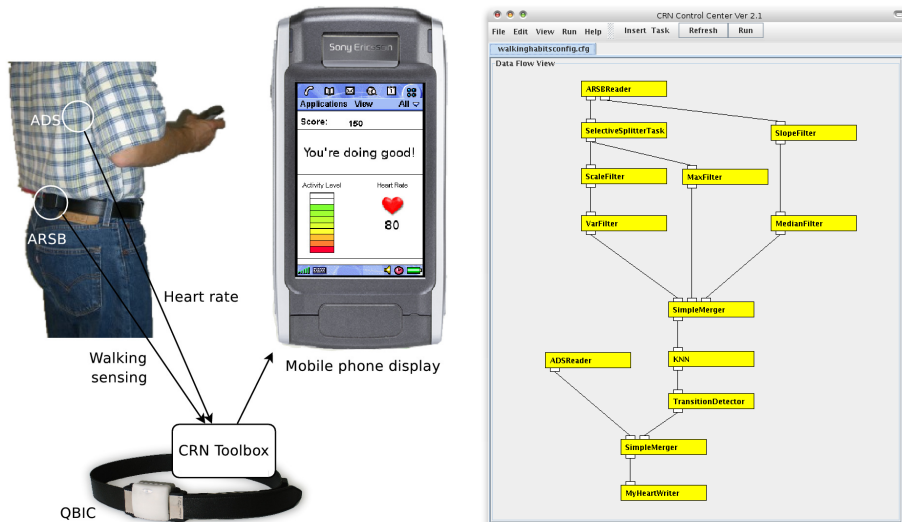 ADS
ARSB
Heart rate
Walking
sensing
CRN Toolbox
QBIC
Sony Ericsson
Applications View All
Score: 150
You're doing good!
Activity Level Heart Rate
80
Mobile phone display
CRN Control Center Ver 2.1
File Edit View Run Help Insert Task Refresh Run
walkinghabitsconfig.cfg
Data Flow View
ARSBReader
SelectiveSplitterTask SlopeFilter
ScaleFilter MaxFilter
VarFilter MedianFilter
SimpleMerger
ADSReader KNN
TransitionDetector
SimpleMerger
MyHeartWriter